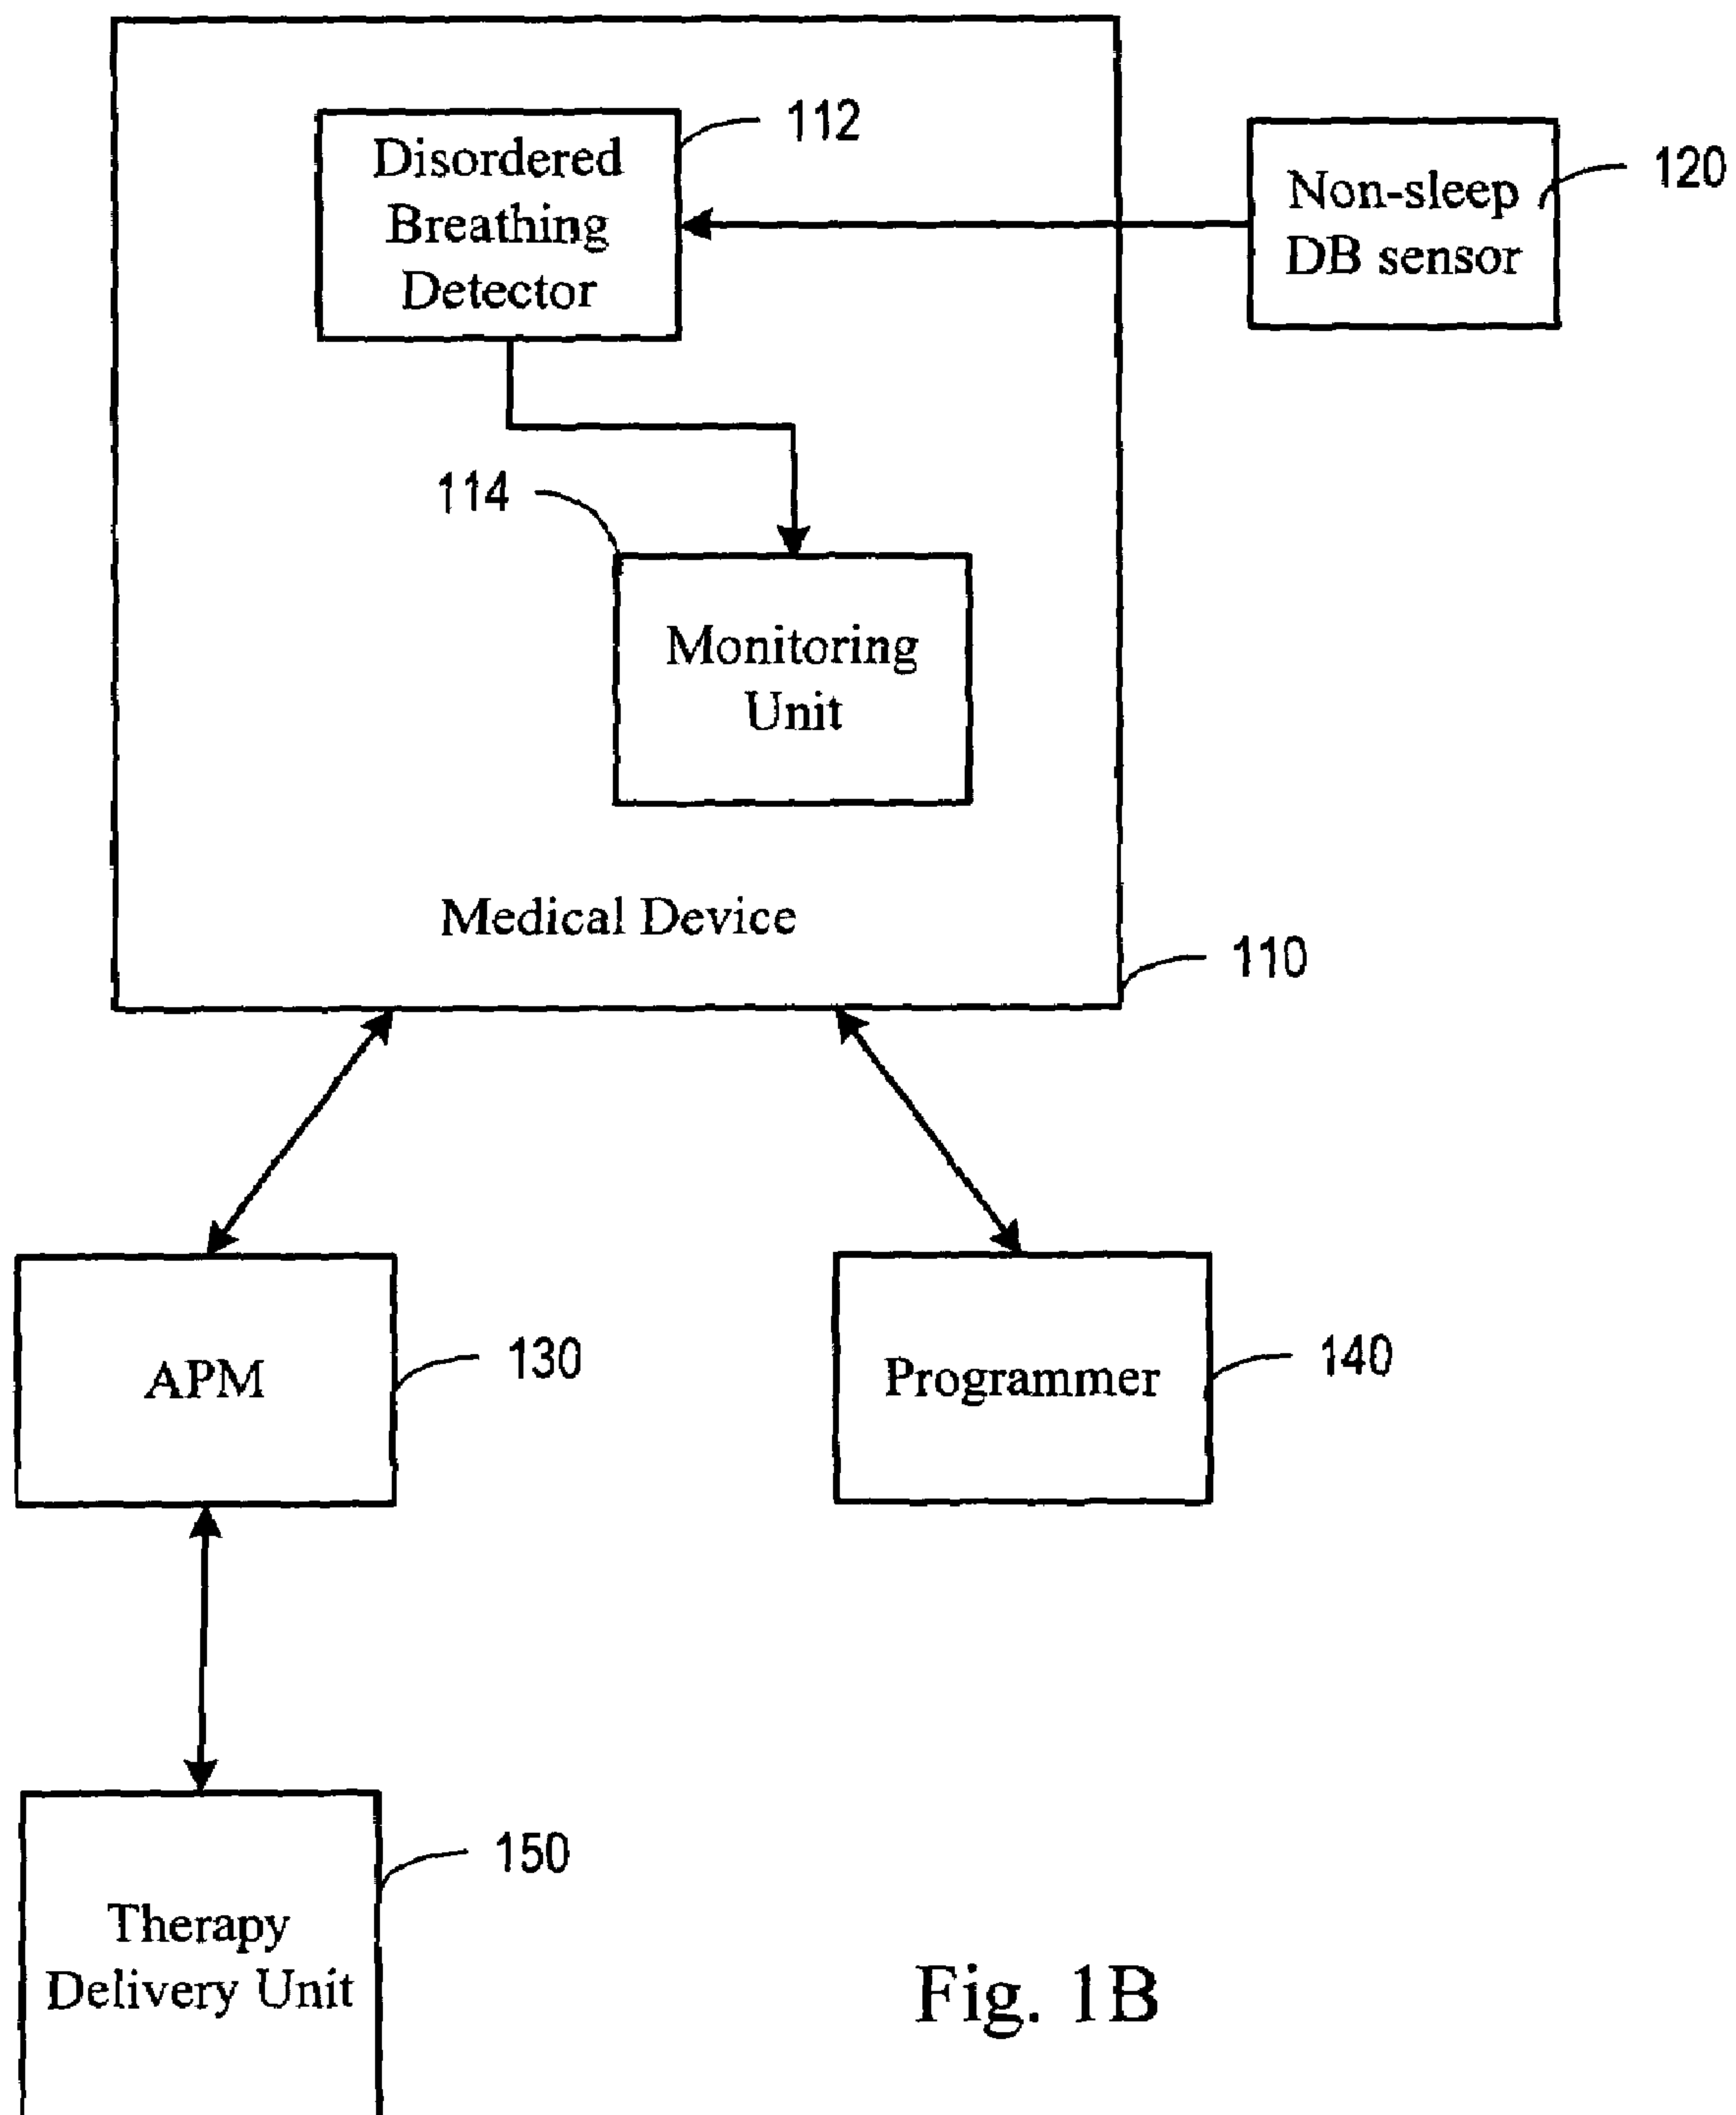 112
Disordered
Breathing
Detector
120
Non-sleep
DB sensor
114
Monitoring
Unit
Medical Device
110
APM
130
Programmer
140
150
Therapy
Delivery Unit
Fig. 1B